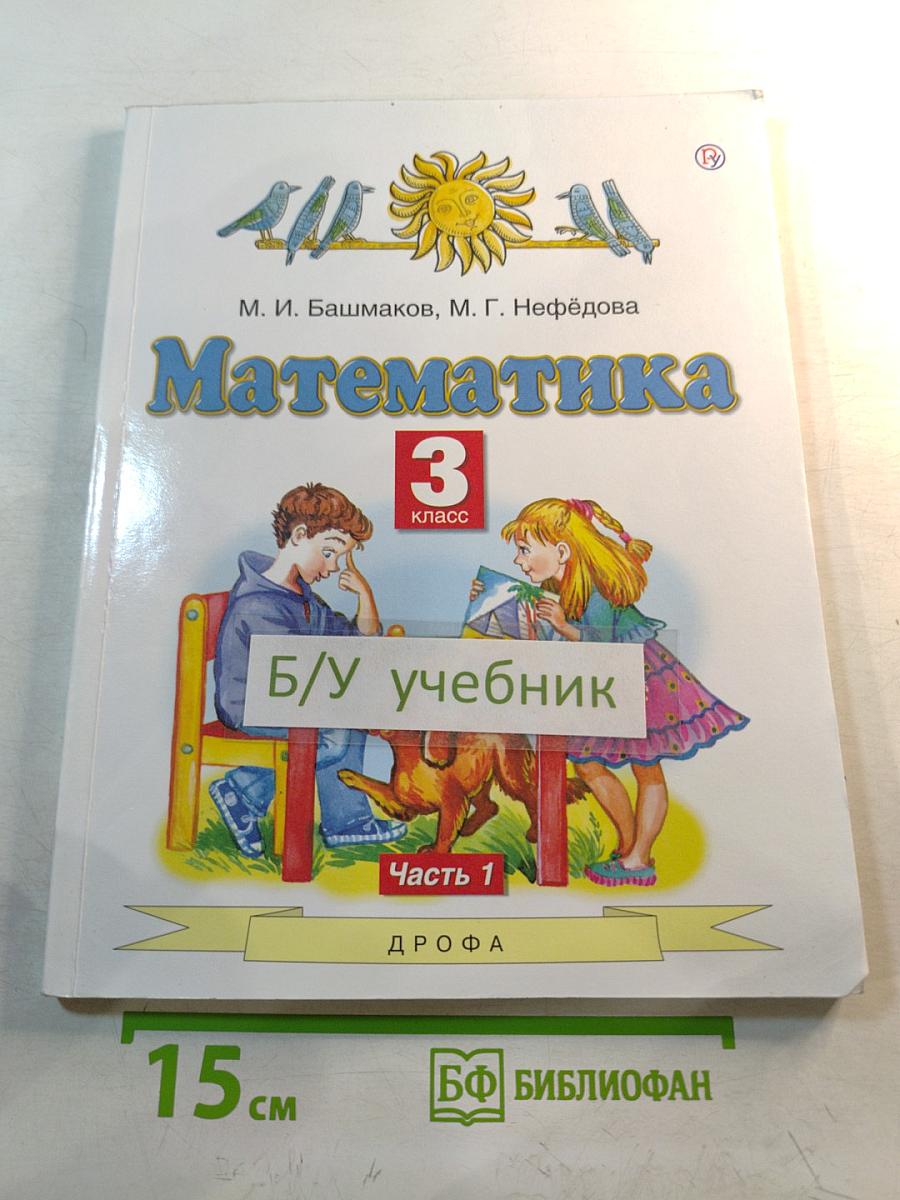 М. И. Башмаков, М. Г. Нефёдова
Математика
3
класс
Б/У учебник
Часть 1
ДРОФА
15 см
БФ БИБЛИОФАН